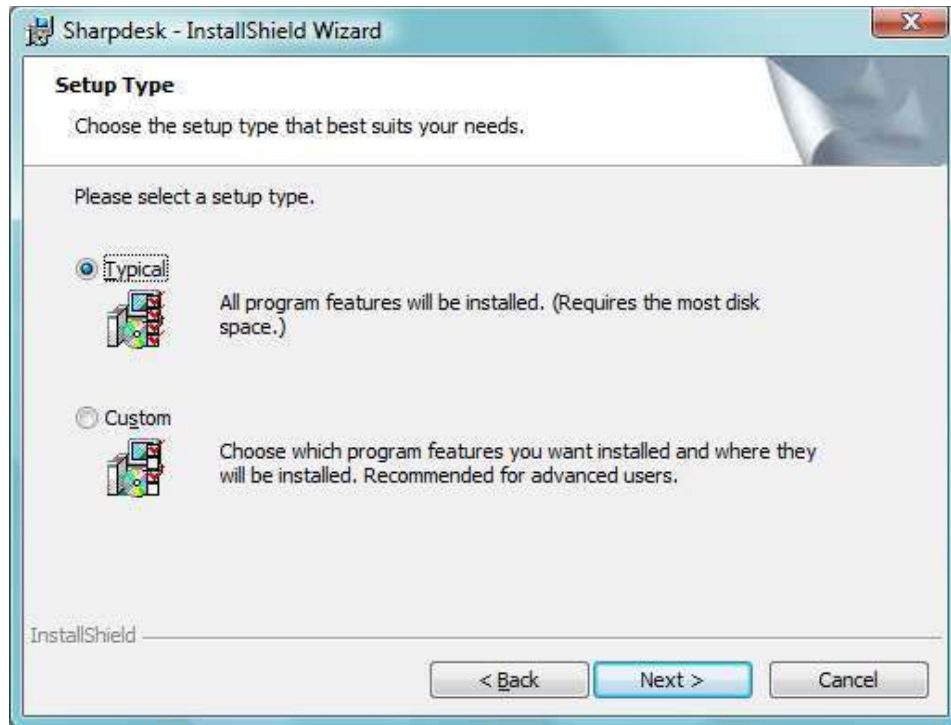 Sharpdesk - InstallShield Wizard
Setup Type
Choose the setup type that best suits your needs.
Please select a setup type.
Typical
All program features will be installed. (Requires the most disk
space.)
Custom
Choose which program features you want installed and where they
will be installed. Recommended for advanced users.
InstallShield
< Back
Next >
Cancel